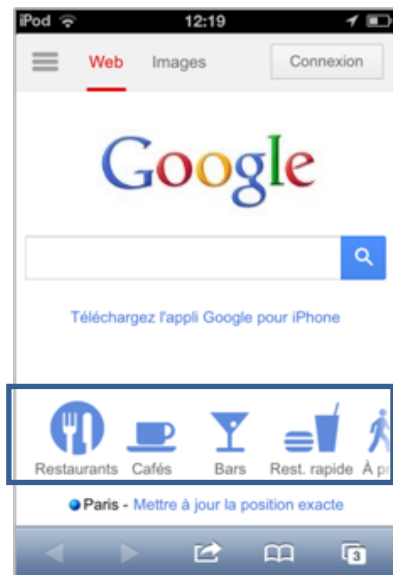 iPod 12:19
Web Images Connexion
Google
Téléchargez l'appli Google pour iPhone
Restaurants Cafés Bars Rest. rapide À pr
Paris - Mettre à jour la position exacte
3